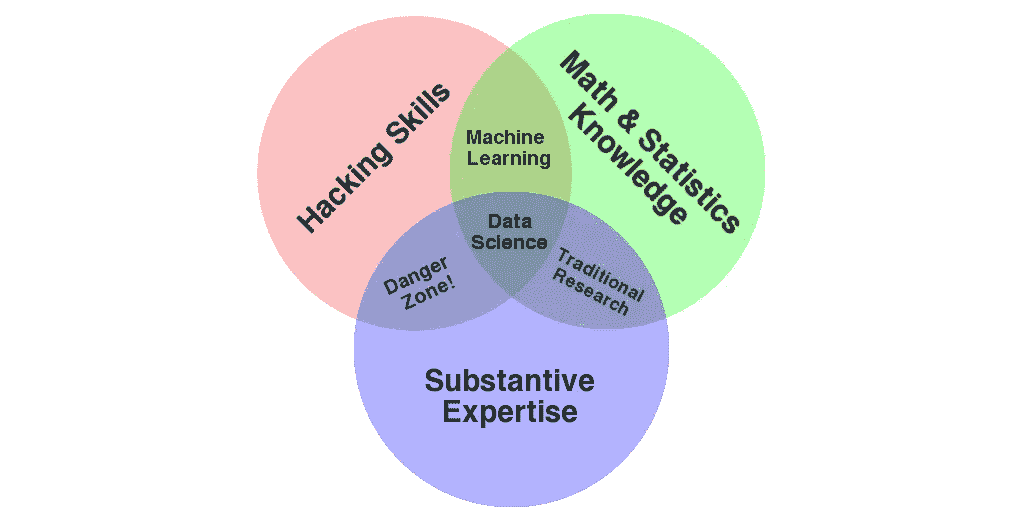 Hacking Skills
Math & Statistics
Knowledge
Machine
Learning
Data
Science
Danger
Zone!
Traditional
Research
Substantive
Expertise